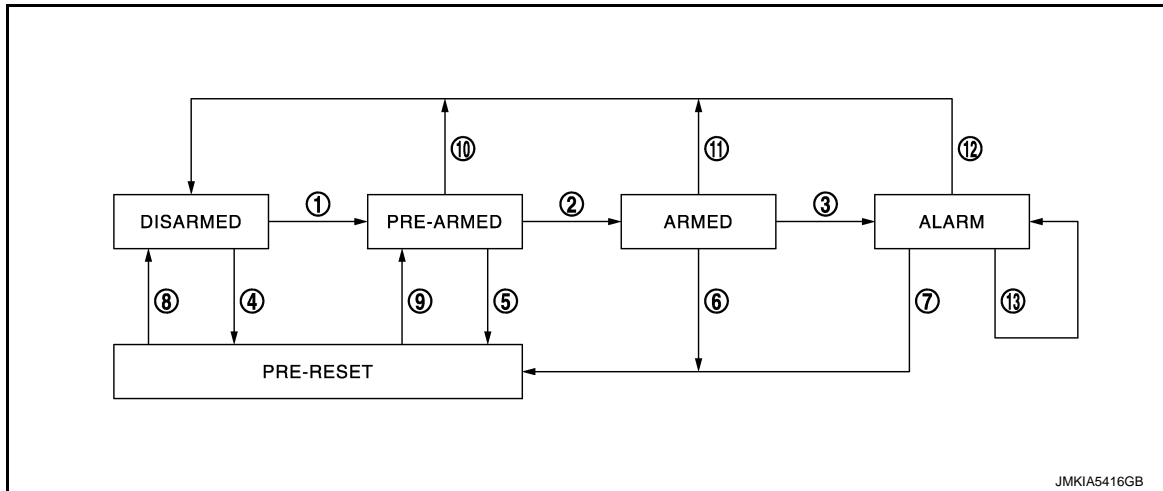 ⑩ ⑪ ⑫
DISARMED ① PRE-ARMED ② ARMED ③ ALARM
⑧ ④ ⑨ ⑤ ⑥ ⑦ ⑬
PRE-RESET
JMKIA5416GB